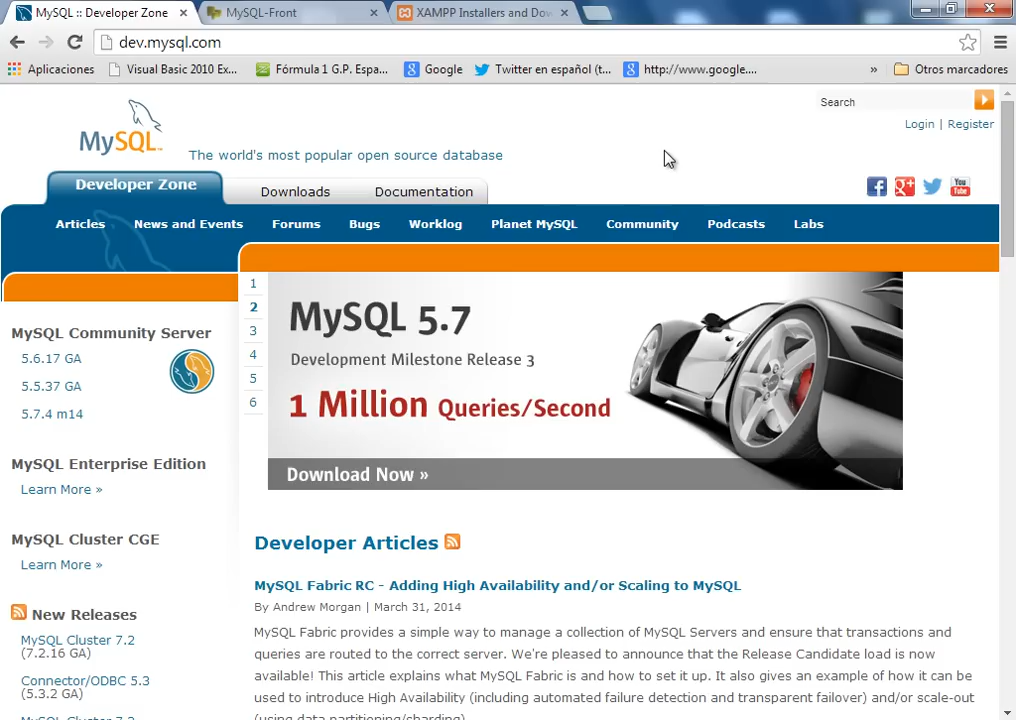 MySQL :: Developer Zone
MySQL-Front
XAMPP Installers and Dow
dev.mysql.com
Aplicaciones
Visual Basic 2010 Ex...
Fórmula 1 G.P. Espa...
Google
Twitter en español (t...
http://www.google....
»
Otros marcadores
Search
Login | Register
MySQL
The world's most popular open source database
Developer Zone
Downloads
Documentation
Articles
News and Events
Forums
Bugs
Worklog
Planet MySQL
Community
Podcasts
Labs
1
2
3
4
5
6
MySQL 5.7
Development Milestone Release 3
1 Million Queries/Second
Download Now »
MySQL Community Server
5.6.17 GA
5.5.37 GA
5.7.4 m14
MySQL Enterprise Edition
Learn More »
MySQL Cluster CGE
Learn More »
New Releases
MySQL Cluster 7.2
(7.2.16 GA)
Connector/ODBC 5.3
(5.3.2 GA)
MySQL Cluster 7.2
Developer Articles
MySQL Fabric RC - Adding High Availability and/or Scaling to MySQL
By Andrew Morgan | March 31, 2014
MySQL Fabric provides a simple way to manage a collection of MySQL Servers and ensure that transactions and
queries are routed to the correct server. We're pleased to announce that the Release Candidate load is now
available! This article explains what MySQL Fabric is and how to set it up. It also gives an example of how it can be
used to introduce High Availability (including automated failure detection and transparent failover) and/or scale-out
(using data partitioning/sharding)